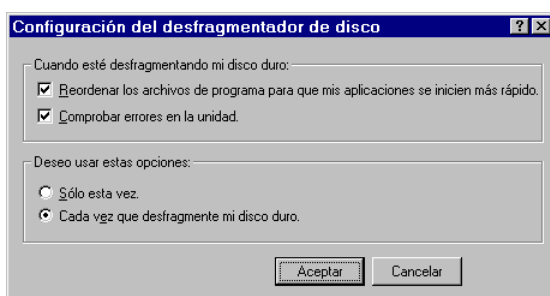 Configuración del desfragmentador de disco
Cuando esté desfragmentando mi disco duro:
Reordenar los archivos de programa para que mis aplicaciones se inicien más rápido.
Comprobar errores en la unidad.
Deseo usar estas opciones:
Sólo esta vez.
Cada vez que desfragmente mi disco duro.
Aceptar Cancelar